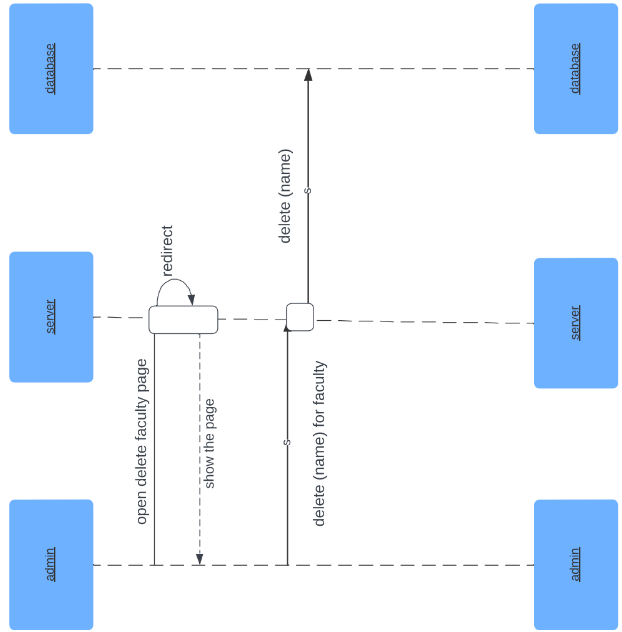 admin
server
database
open delete faculty page
redirect
show the page
delete (name) for faculty
s
delete (name)
s
admin
server
database